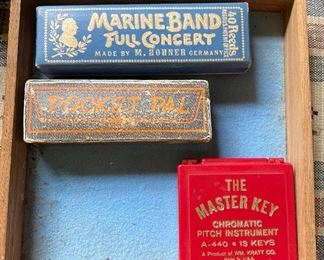 MARINE BAND
FULL CONCERT
MADE BY M. HOHNER GERMANY
40 Reeds
POCKET PAL
THE
MASTER KEY
CHROMATIC
PITCH INSTRUMENT
A-440 • 13 KEYS
A Product of WM. KRATT CO.